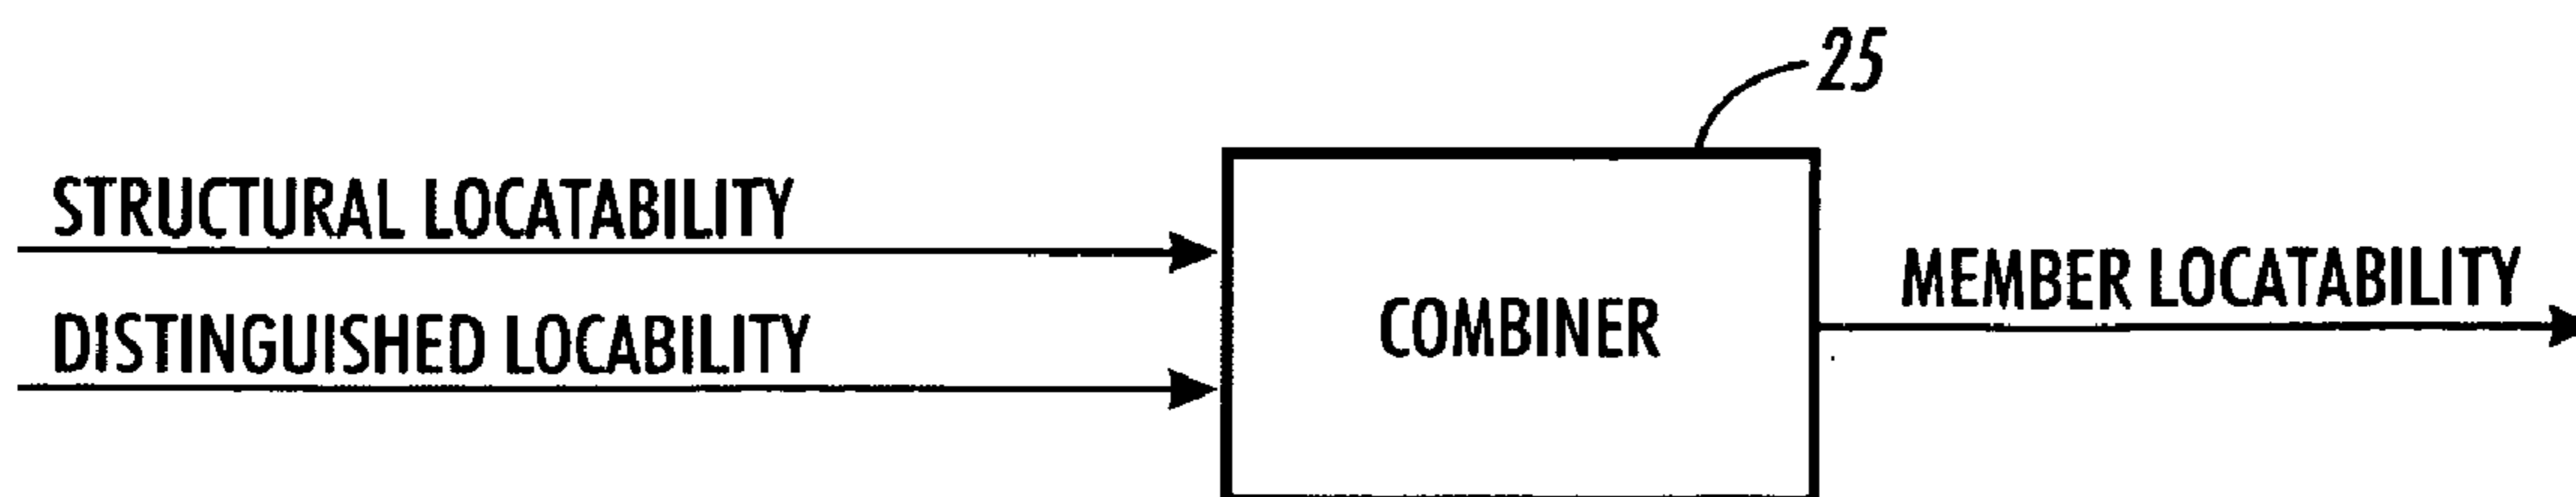 25
STRUCTURAL LOCATABILITY
DISTINGUISHED LOCABILITY
COMBINER
MEMBER LOCATABILITY